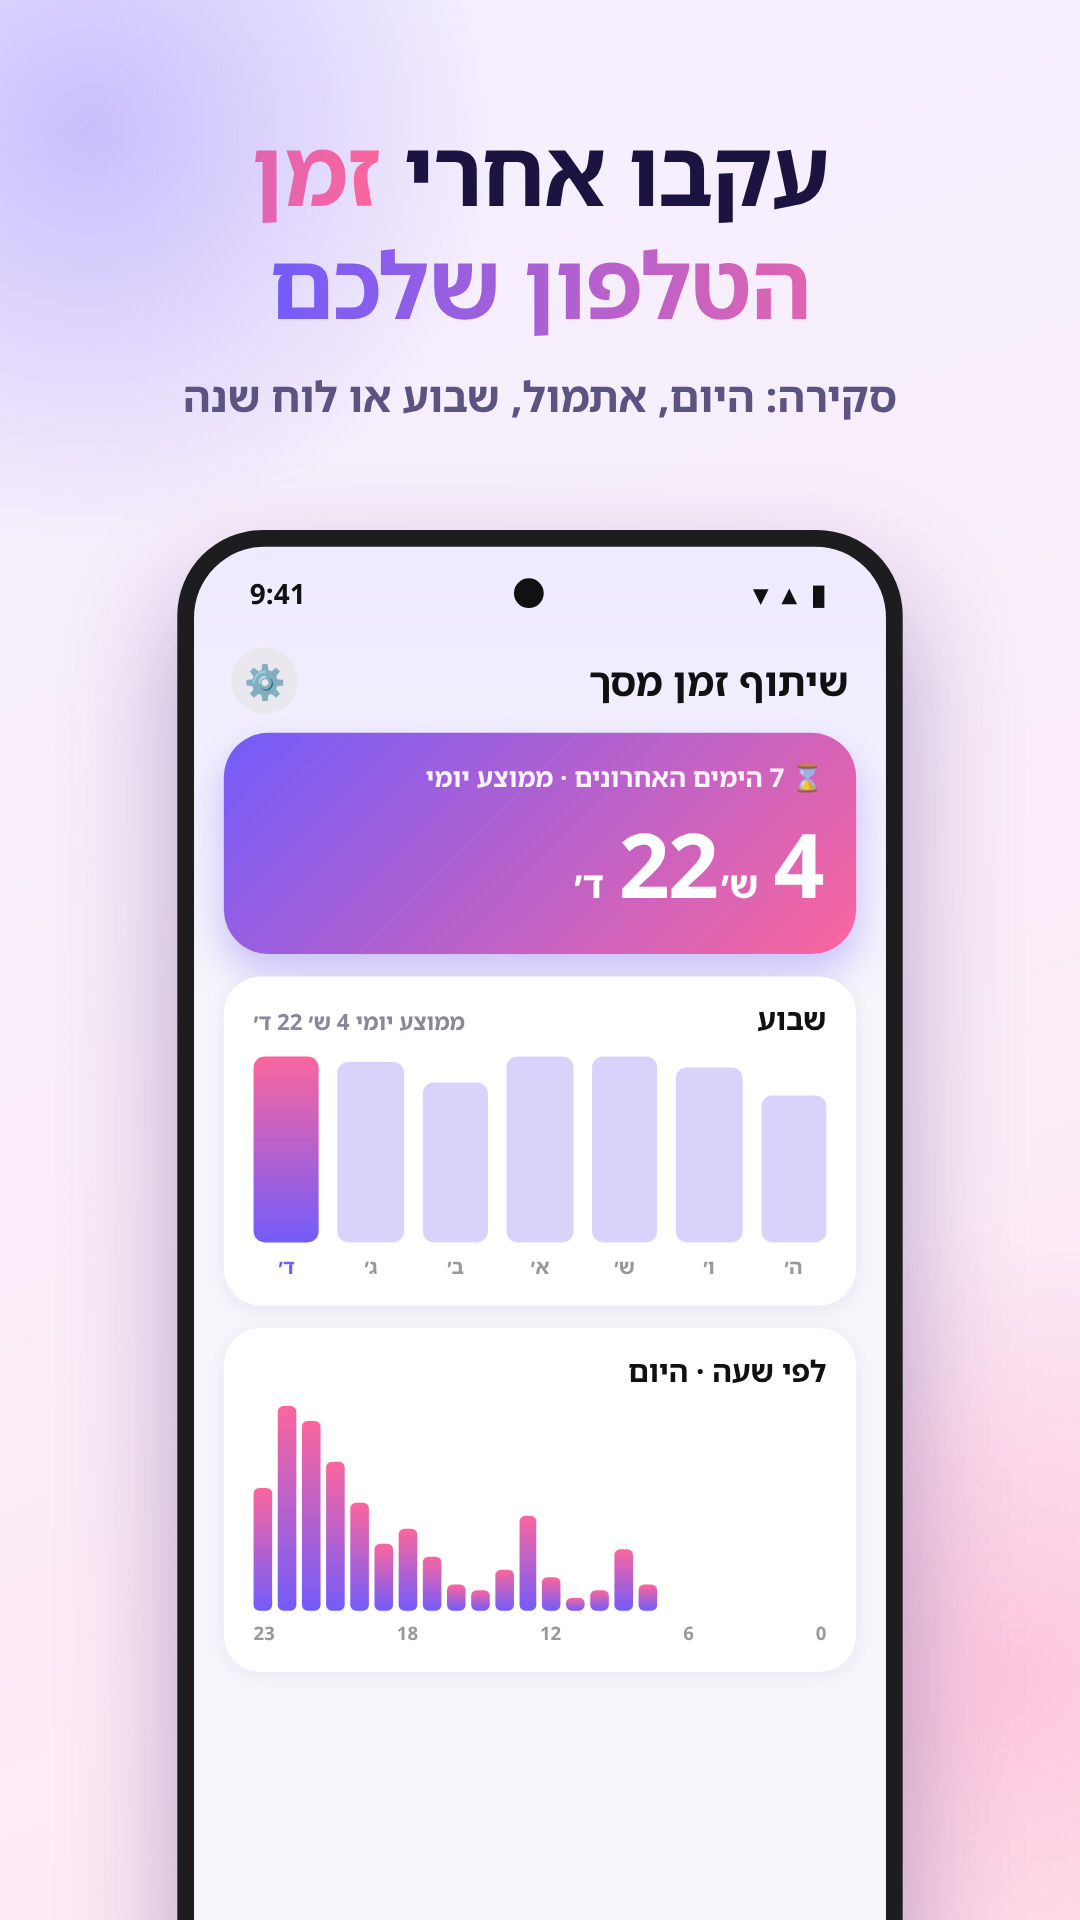 עקבו אחרי זמן
הטלפון שלכם
סקירה: היום, אתמול, שבוע או לוח שנה
9:41
שיתוף זמן מסך
⌛ 7 הימים האחרונים · ממוצע יומי
4 ש׳ 22 ד׳
שבוע
ממוצע יומי 4 ש׳ 22 ד׳
ה׳ ו׳ ש׳ א׳ ב׳ ג׳ ד׳
לפי שעה · היום
0 6 12 18 23